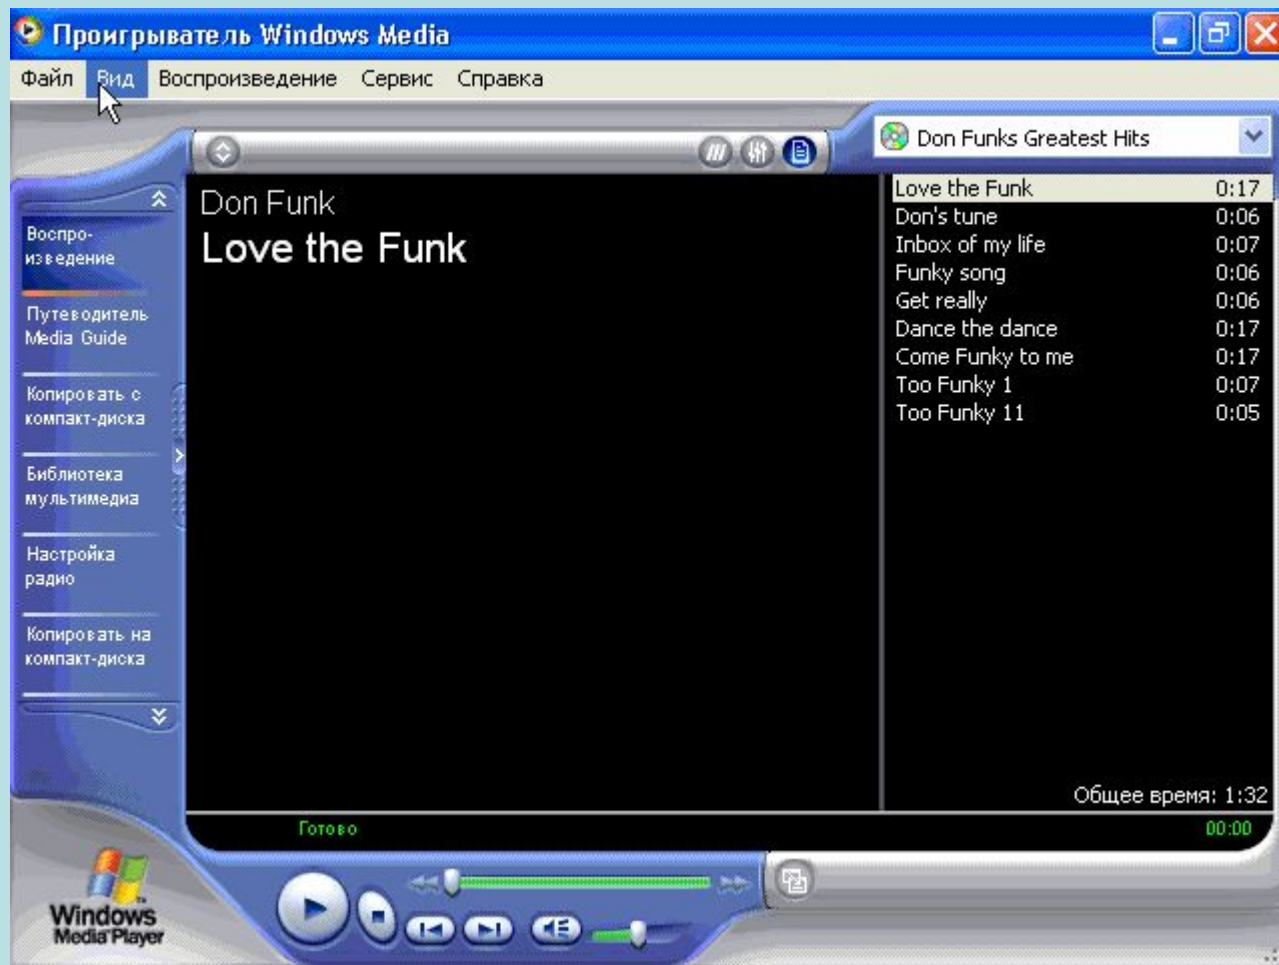 Проигрыватель Windows Media
Файл Вид Воспроизведение Сервис Справка
Don Funks Greatest Hits
Воспро-
изведение
Путеводитель
Media Guide
Копировать с
компакт-диска
Библиотека
мультимедиа
Настройка
радио
Копировать на
компакт-диска
Don Funk
Love the Funk
Love the Funk 0:17
Don's tune 0:06
Inbox of my life 0:07
Funky song 0:06
Get really 0:06
Dance the dance 0:17
Come Funky to me 0:17
Too Funky 1 0:07
Too Funky 11 0:05
Общее время: 1:32
Готово 00:00
Windows
Media Player